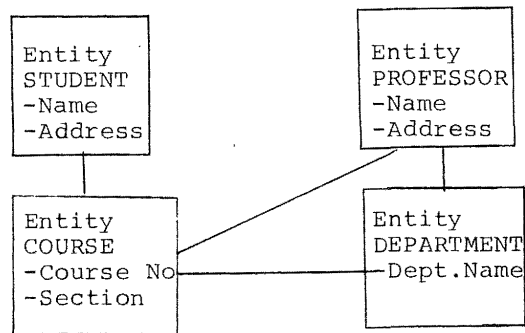 Entity
STUDENT
-Name
-Address
Entity
PROFESSOR
-Name
-Address
Entity
COURSE
-Course No
-Section
Entity
DEPARTMENT
-Dept.Name